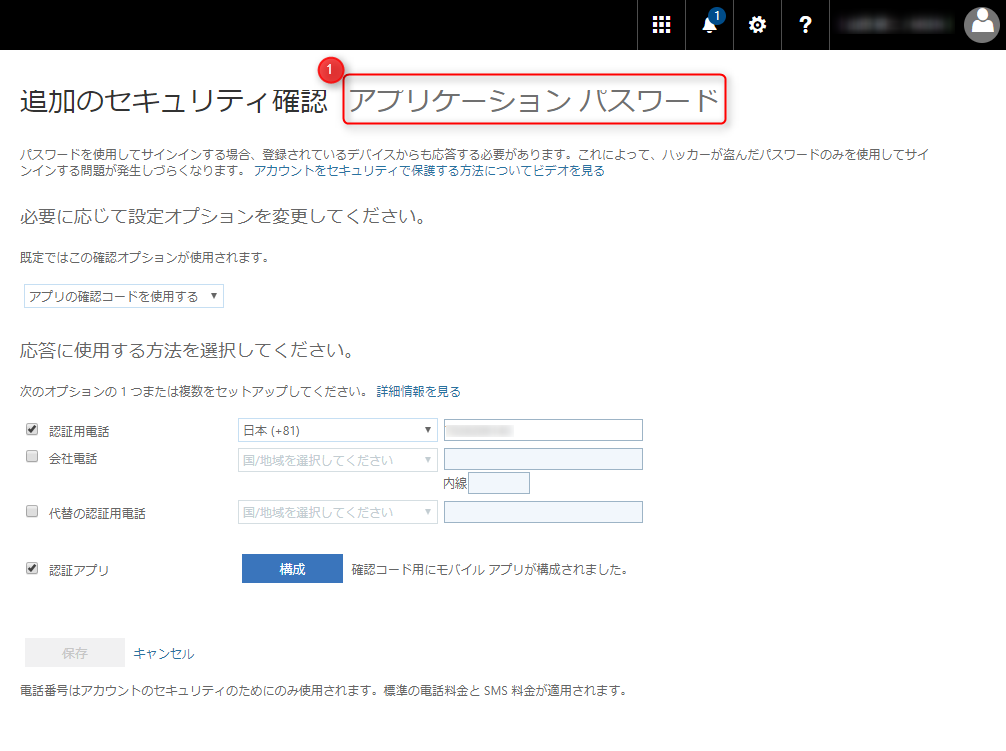 1
?
1
追加のセキュリティ確認 アプリケーション パスワード
パスワードを使用してサインインする場合、登録されているデバイスからも応答する必要があります。これによって、ハッカーが盗んだパスワードのみを使用してサイ
ンインする問題が発生しづらくなります。 アカウントをセキュリティで保護する方法についてビデオを見る
必要に応じて設定オプションを変更してください。
既定ではこの確認オプションが使用されます。
アプリの確認コードを使用する
応答に使用する方法を選択してください。
次のオプションの 1 つまたは複数をセットアップしてください。 詳細情報を見る
認証用電話 日本 (+81)
会社電話 国/地域を選択してください
内線
代替の認証用電話 国/地域を選択してください
認証アプリ 構成 確認コード用にモバイル アプリが構成されました。
保存 キャンセル
電話番号はアカウントのセキュリティのためにのみ使用されます。標準の電話料金と SMS 料金が適用されます。